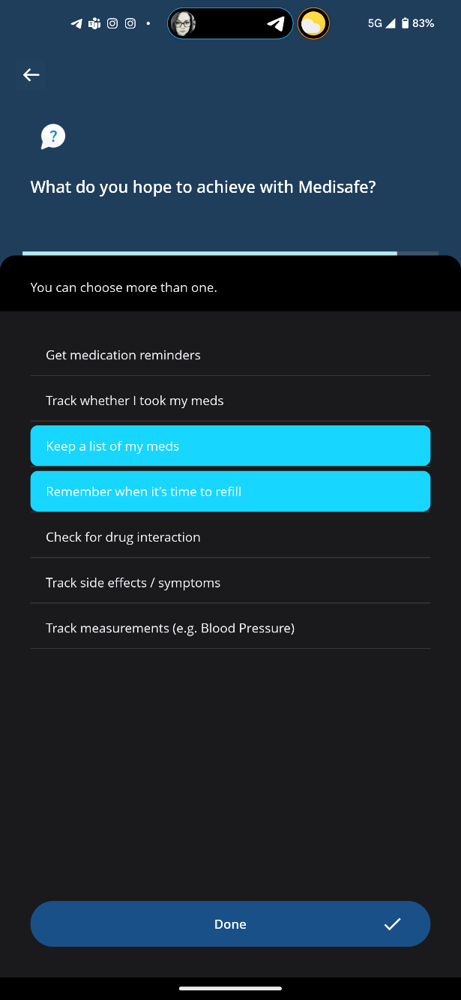 5G 83%
?
What do you hope to achieve with Medisafe?
You can choose more than one.
Get medication reminders
Track whether I took my meds
Keep a list of my meds
Remember when it’s time to refill
Check for drug interaction
Track side effects / symptoms
Track measurements (e.g. Blood Pressure)
Done